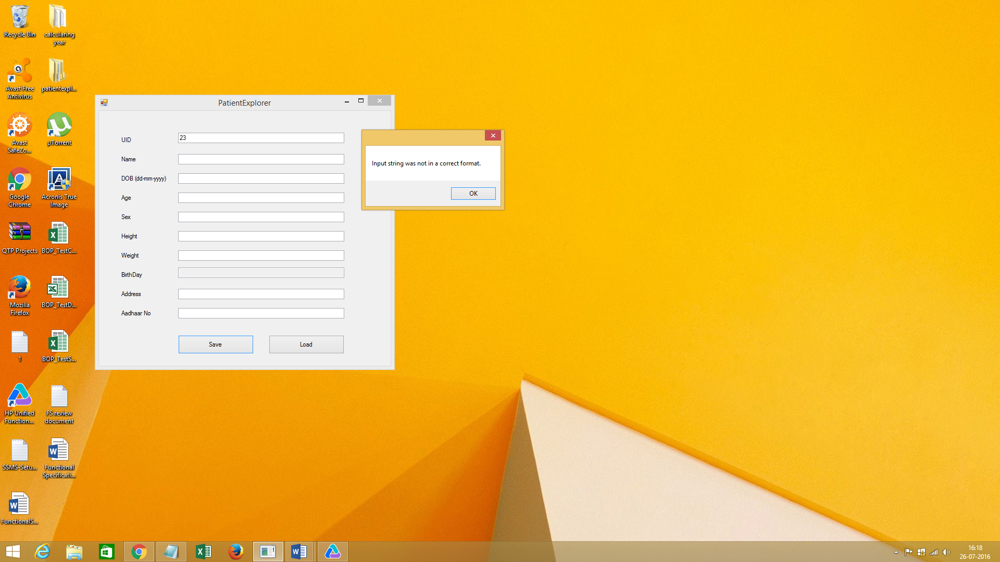 Recycle Bin
calcularing
year
Avast Free
Antivirus
patientexpl...
Avast
SafeZo...
µTorrent
Google
Chrome
Acronis True
Image
QTP Projects
BOP_TestC...
Mozilla
Firefox
BOP_TestD...
1
BOP_TestS...
HP Unified
Function...
FS review
document
SSMS-Setu...
Functional
Specificati...
FunctionalS...
PatientExplorer
UID
23
Name
DOB (dd-mm-yyyy)
Age
Sex
Height
Weight
BirthDay
Address
Aadhaar No
Save
Load
Input string was not in a correct format.
OK
16:18
26-07-2016